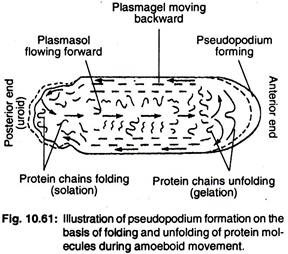 Plasmagel moving
backward
Plasmasol
flowing forward
Pseudopodium
forming
Posterior end
(uroid)
Anterior end
Protein chains folding
(solation)
Protein chains unfolding
(gelation)
Fig. 10.61: Illustration of pseudopodium formation on the
basis of folding and unfolding of protein mol-
ecules during amoeboid movement.